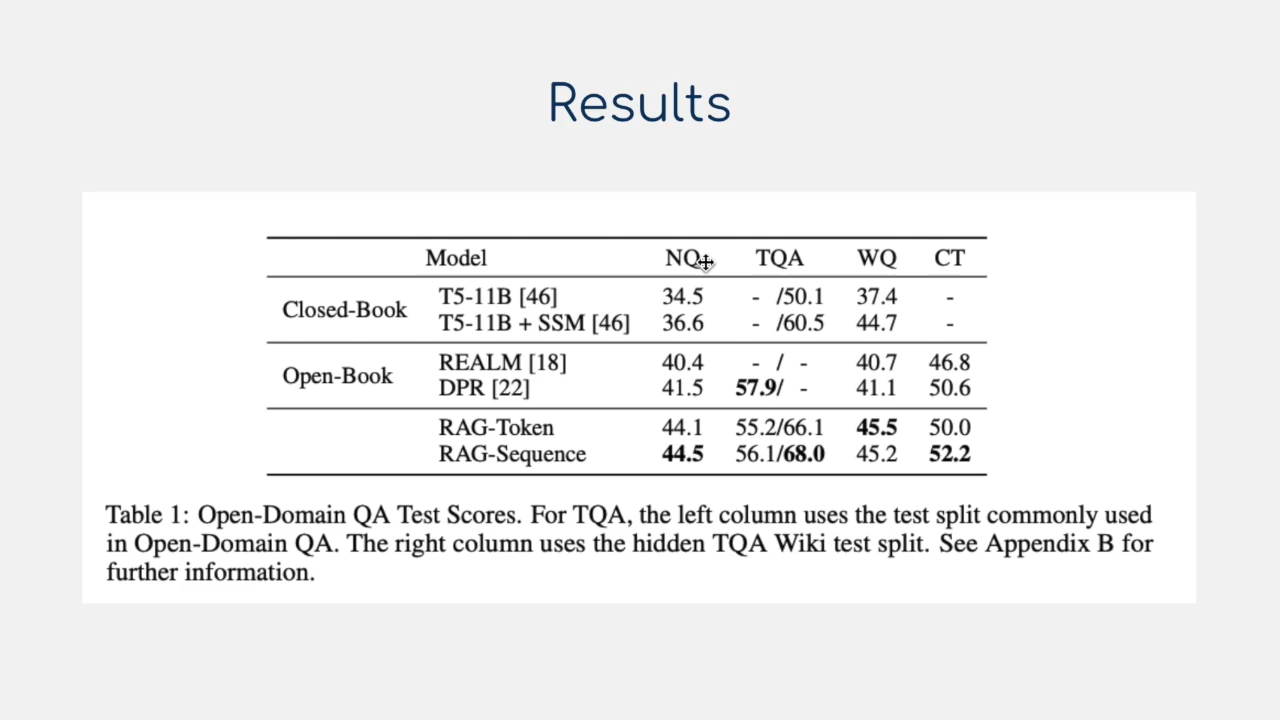 Results
Model NQ TQA WQ CT
Closed-Book
T5-11B [46] 34.5 - /50.1 37.4 -
T5-11B + SSM [46] 36.6 - /60.5 44.7 -
Open-Book
REALM [18] 40.4 - / - 40.7 46.8
DPR [22] 41.5 57.9/ - 41.1 50.6
RAG-Token 44.1 55.2/66.1 45.5 50.0
RAG-Sequence 44.5 56.1/68.0 45.2 52.2
Table 1: Open-Domain QA Test Scores. For TQA, the left column uses the test split commonly used
in Open-Domain QA. The right column uses the hidden TQA Wiki test split. See Appendix B for
further information.